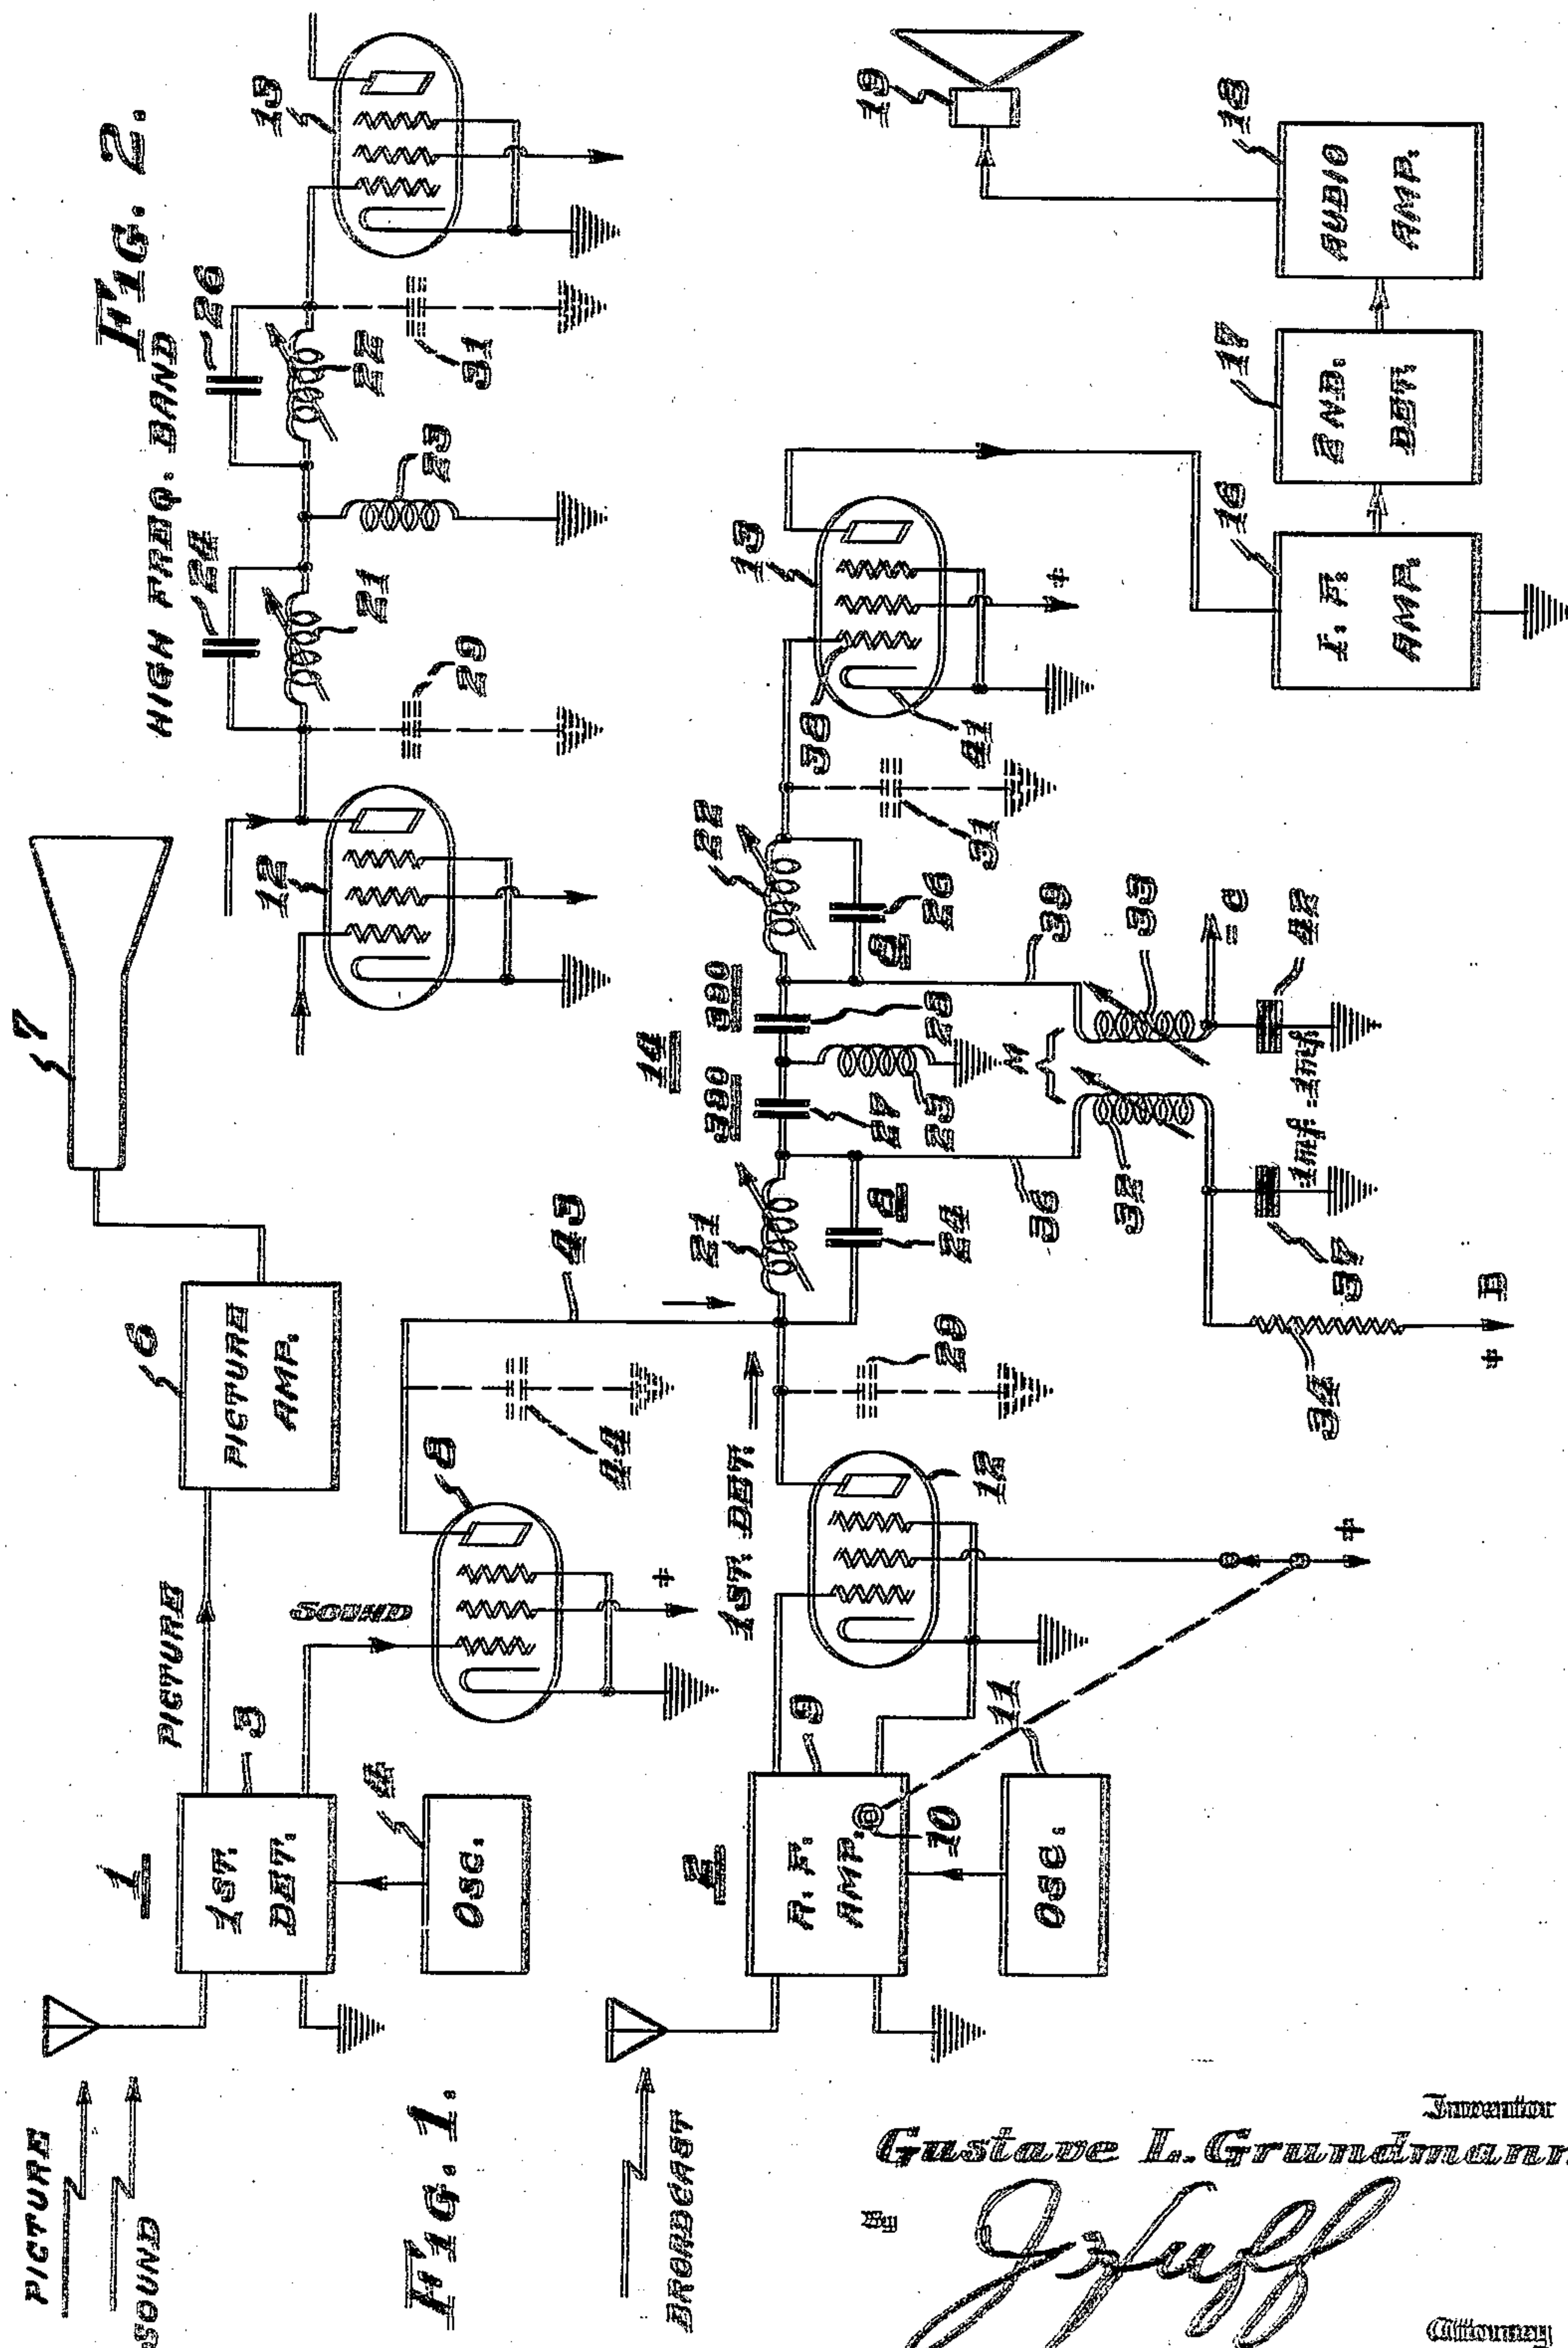 Fig. 2.
HIGH FREQ. BAND
12
24
21
29
23
26
22
31
13
PICTURE
SOUND
Fig. 1.
1
1ST. DET.
3
4
OSC.
PICTURE
SOUND
6
PICTURE AMP.
7
8
43
44
BROADCAST
2
R. F. AMP.
9
10
11
OSC.
1ST. DET.
12
29
14
21
24
390
390
27
28
23
22
26
31
38
13
41
36
39
M
32
33
34
37
.1mf
.1mf
42
- C
+ B
+
+
+
16
I. F. AMP.
17
2ND. DET.
18
AUDIO AMP.
19
Inventor
Gustave L. Grundmann.
By
Attorney